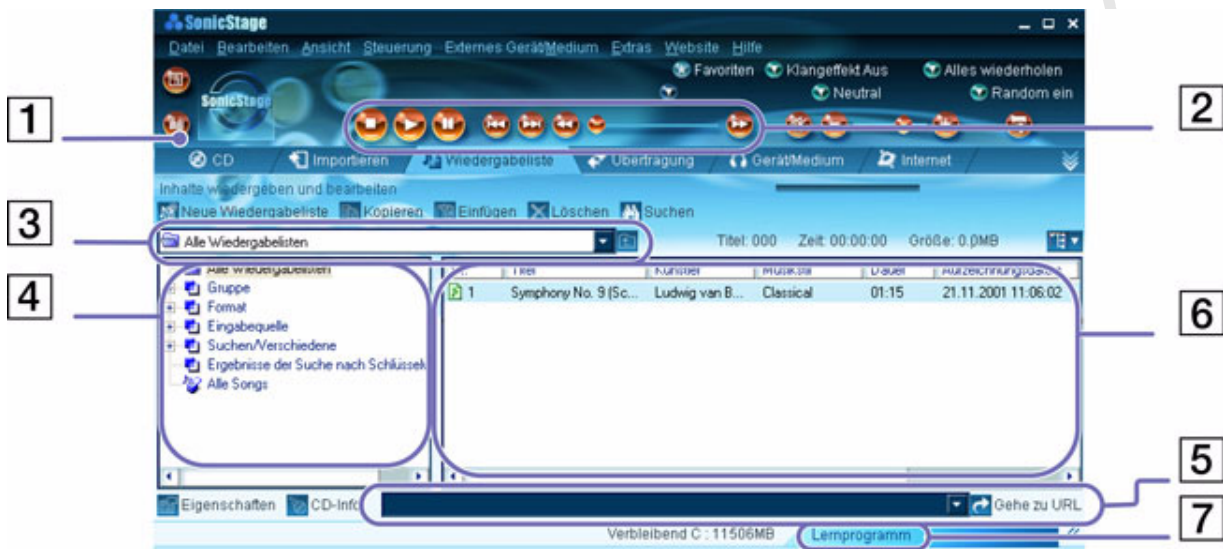 SonicStage
Datei Bearbeiten Ansicht Steuerung Externes Gerät/Medium Extras Website Hilfe
Favoriten Klangeffekt Aus Alles wiederholen
SonicStage
Neutral Random ein
1
2
CD Importieren Wiedergabeliste Übertragung Gerät/Medium Internet
Inhalte wiedergeben und bearbeiten
Neue Wiedergabeliste Kopieren Einfügen Löschen Suchen
3
Alle Wiedergabelisten
Titel: 000 Zeit: 00:00:00 Größe: 0.0MB
4
Alle Wiedergabelisten
Titel Künstler Musikstil Dauer Aufzeichnungsdatum
Gruppe
1 Symphony No. 9 (Sc... Ludwig van B... Classical 01:15 21.11.2001 11:06:02
Format
Eingabequelle
6
Suchen/Verschiedene
Ergebnisse der Suche nach Schlüssel
Alle Songs
5
Eigenschaften CD-Info
Gehe zu URL
7
Verbleibend C : 11506MB
Lernprogramm